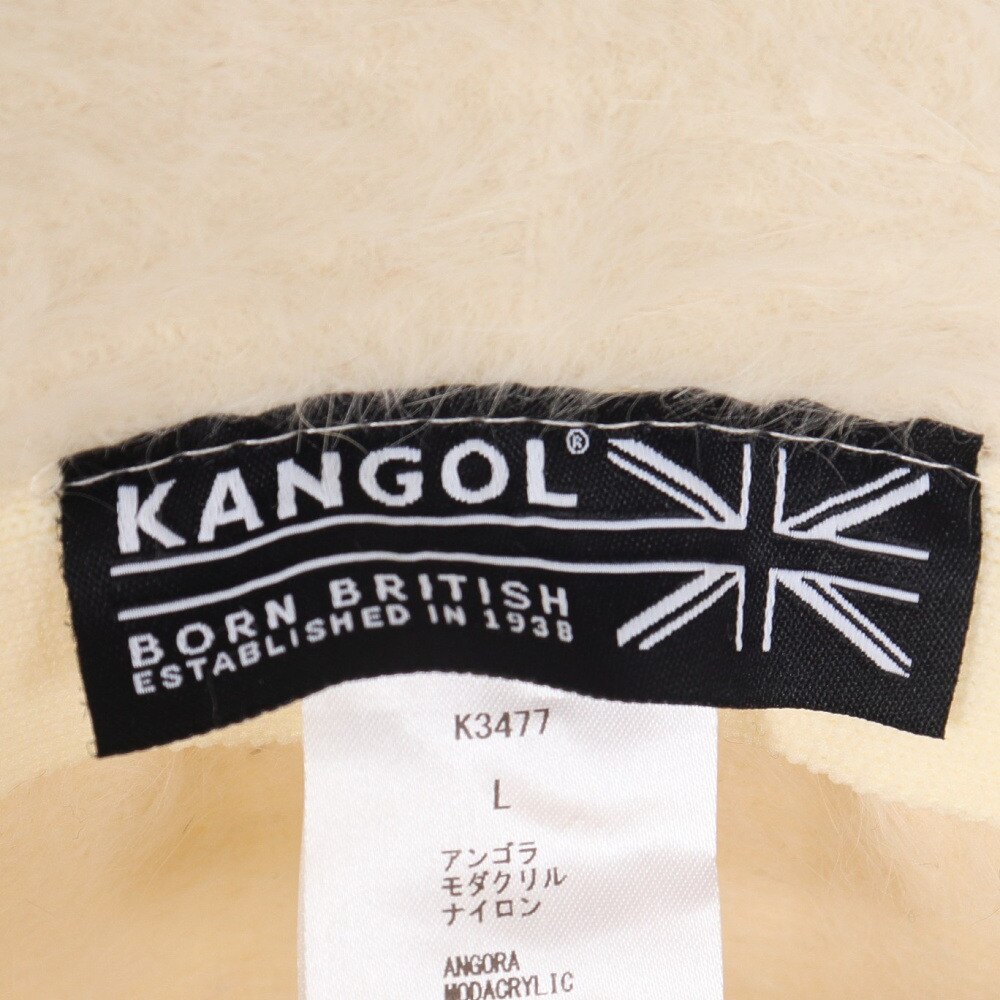 KANGOL®
BORN BRITISH
ESTABLISHED IN 1938
K3477
L
アンゴラ
モダクリル
ナイロン
ANGORA
MODACRYLIC